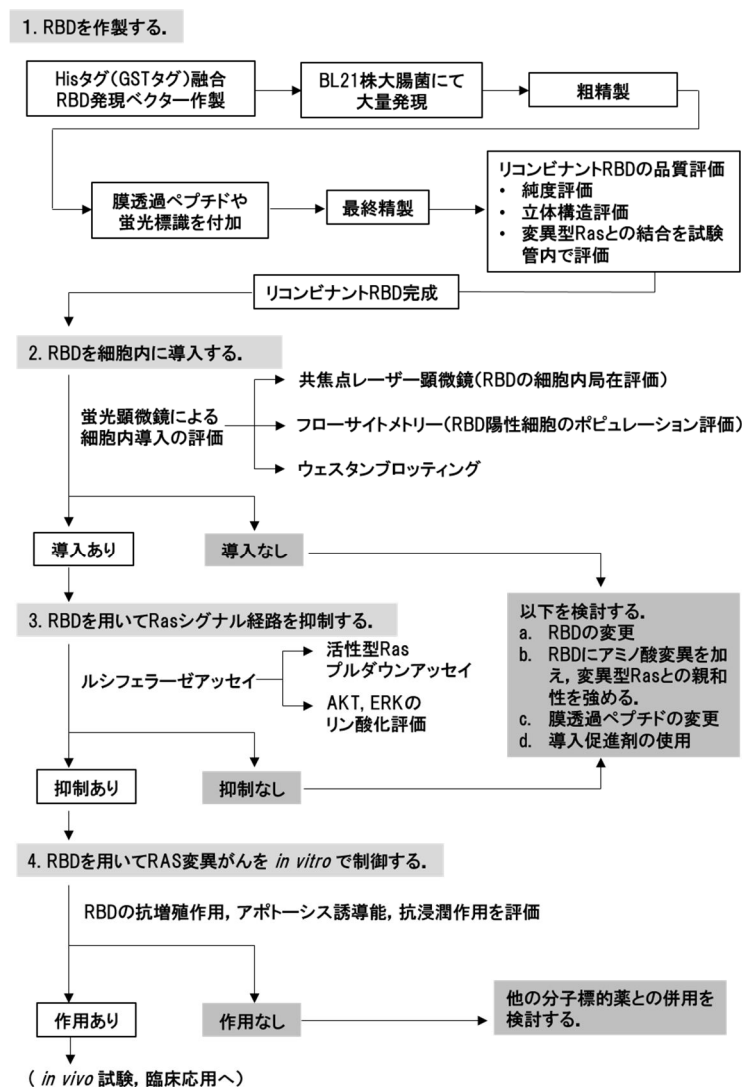 1. RBDを作製する．
Hisタグ(GSTタグ)融合
RBD発現ベクター作製
BL21株大腸菌にて
大量発現
粗精製
膜透過ペプチドや
蛍光標識を付加
最終精製
リコンビナントRBDの品質評価
• 純度評価
• 立体構造評価
• 変異型Rasとの結合を試験
管内で評価
リコンビナントRBD完成
2. RBDを細胞内に導入する．
蛍光顕微鏡による
細胞内導入の評価
共焦点レーザー顕微鏡(RBDの細胞内局在評価)
フローサイトメトリー(RBD陽性細胞のポピュレーション評価)
ウェスタンブロッティング
導入あり
導入なし
以下を検討する．
a. RBDの変更
b. RBDにアミノ酸変異を加
え，変異型Rasとの親和
性を強める．
c. 膜透過ペプチドの変更
d. 導入促進剤の使用
3. RBDを用いてRasシグナル経路を抑制する．
ルシフェラーゼアッセイ
活性型Ras
プルダウンアッセイ
AKT, ERKの
リン酸化評価
抑制あり
抑制なし
4. RBDを用いてRAS変異がんを in vitro で制御する．
RBDの抗増殖作用，アポトーシス誘導能，抗浸潤作用を評価
作用あり
作用なし
他の分子標的薬との併用を
検討する．
( in vivo 試験，臨床応用へ)